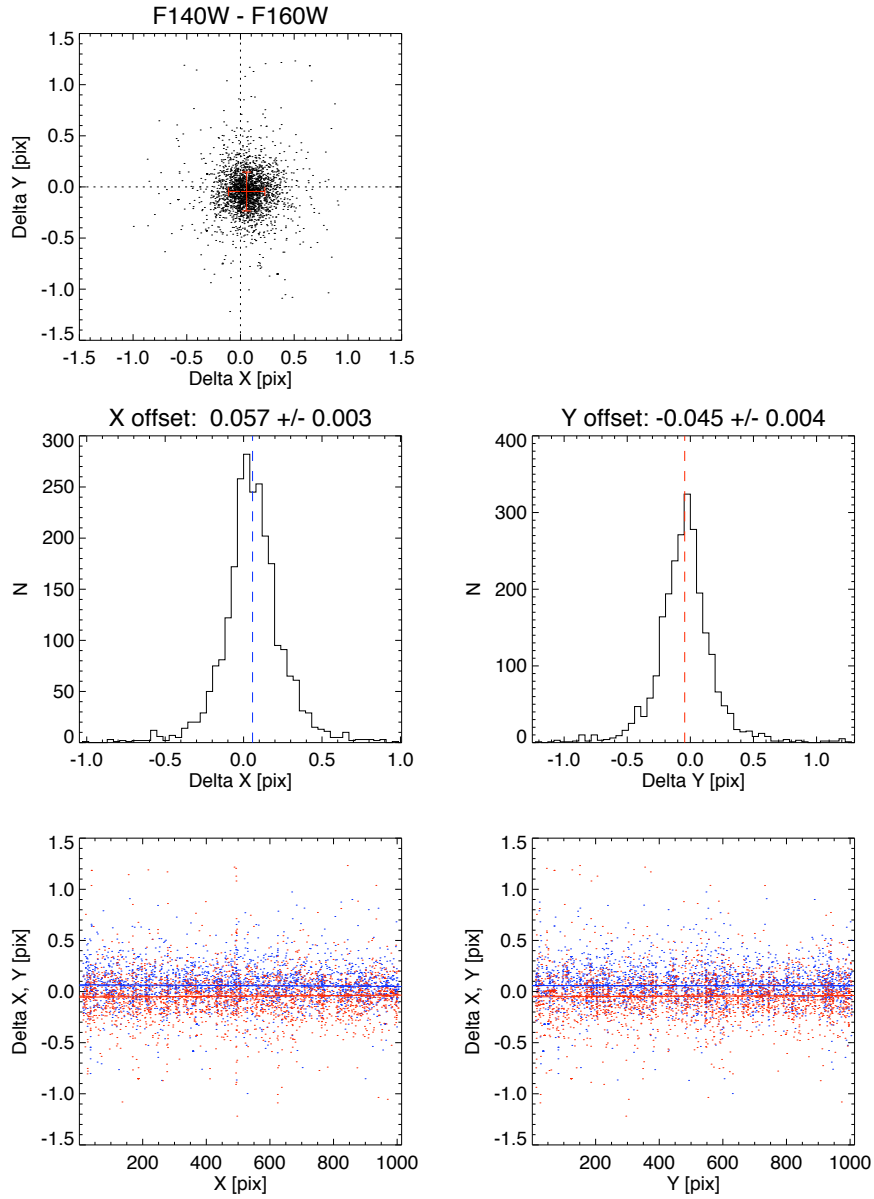 F140W - F160W
1.5
1.0
0.5
0.0
-0.5
-1.0
-1.5
Delta Y [pix]
-1.5 -1.0 -0.5 0.0 0.5 1.0 1.5
Delta X [pix]
X offset: 0.057 +/- 0.003
300
250
200
150
100
50
0
N
-1.0 -0.5 0.0 0.5 1.0
Delta X [pix]
Y offset: -0.045 +/- 0.004
400
300
200
100
0
N
-1.0 -0.5 0.0 0.5 1.0
Delta Y [pix]
1.5
1.0
0.5
0.0
-0.5
-1.0
-1.5
Delta X, Y [pix]
200 400 600 800 1000
X [pix]
1.5
1.0
0.5
0.0
-0.5
-1.0
-1.5
Delta X, Y [pix]
200 400 600 800 1000
Y [pix]